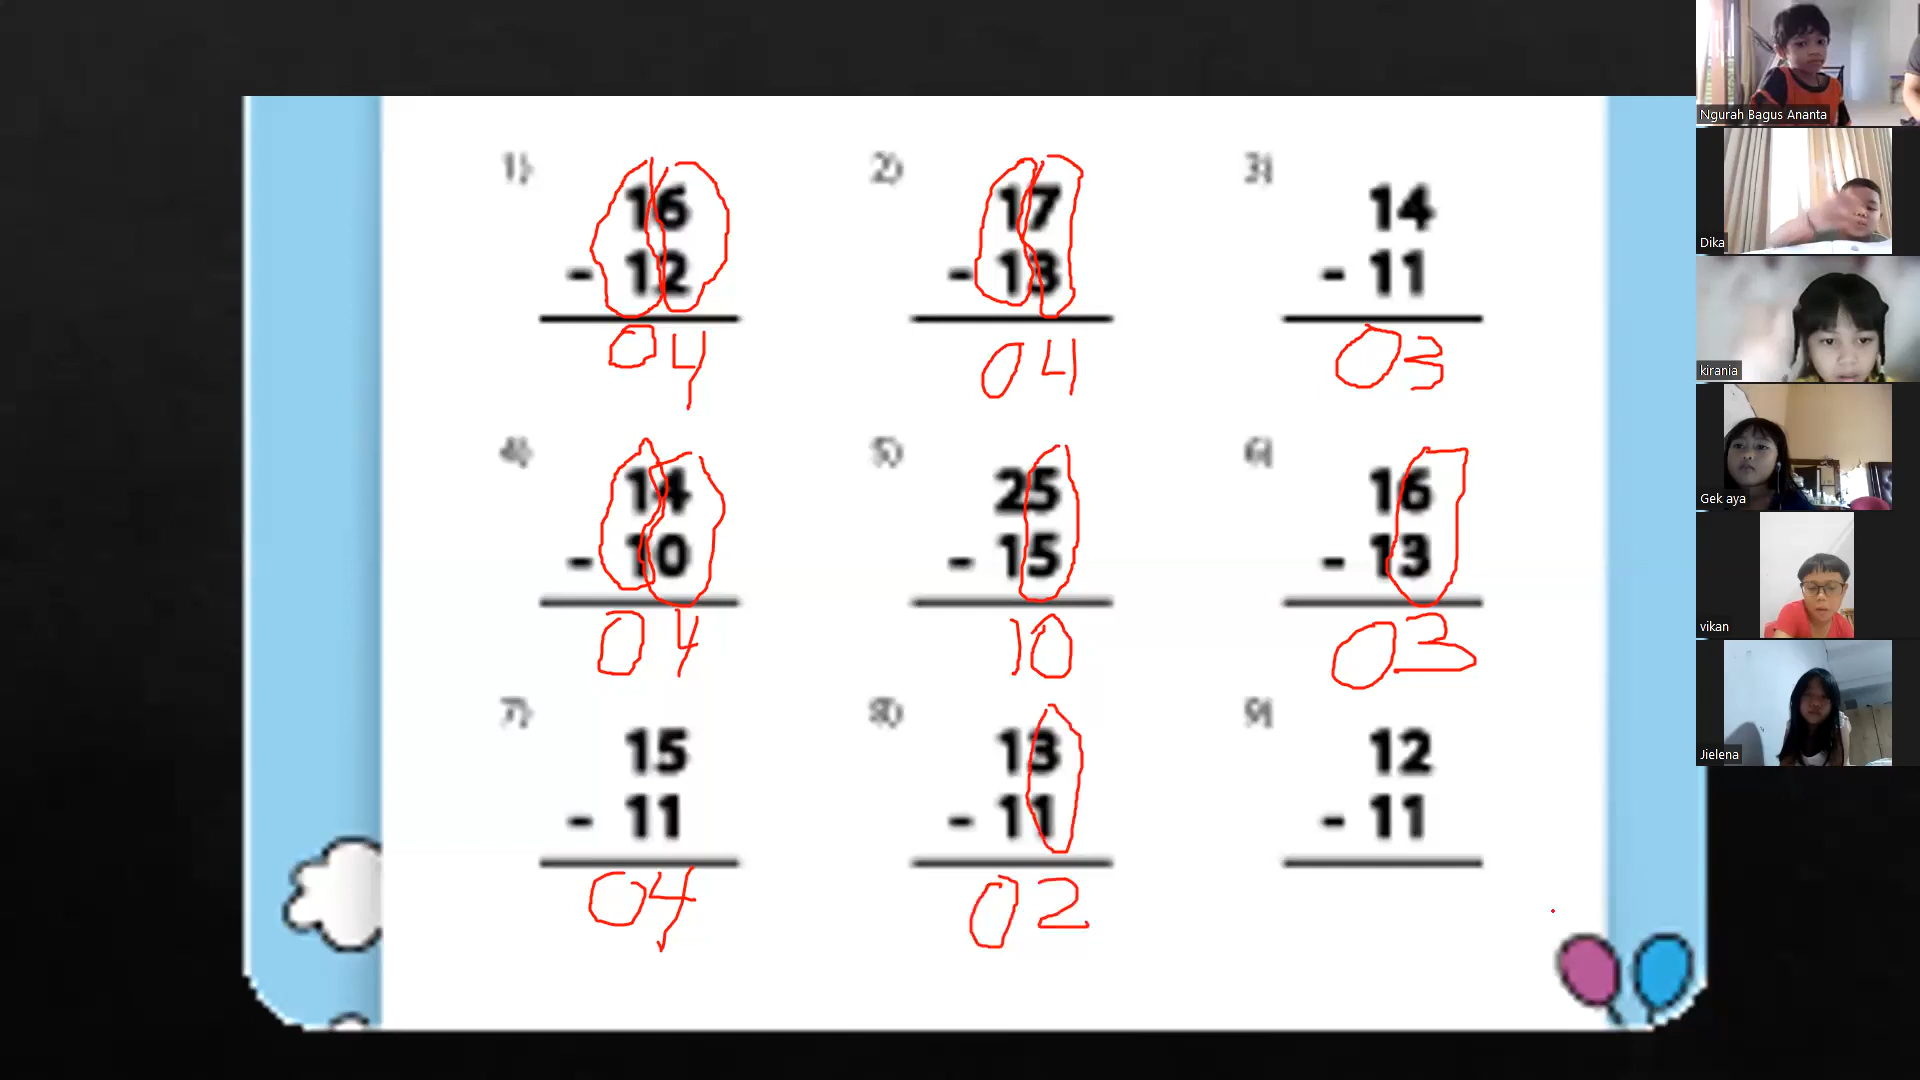 1) 2) 3)
16 17 14
- 12 - 13 - 11
04 04 03
4) 5) 6)
14 25 16
- 10 - 15 - 13
04 10 03
7) 8) 9)
15 13 12
- 11 - 11 - 11
04 02
Ngurah Bagus Ananta
Dika
kirania
Gek aya
vikan
Jielena